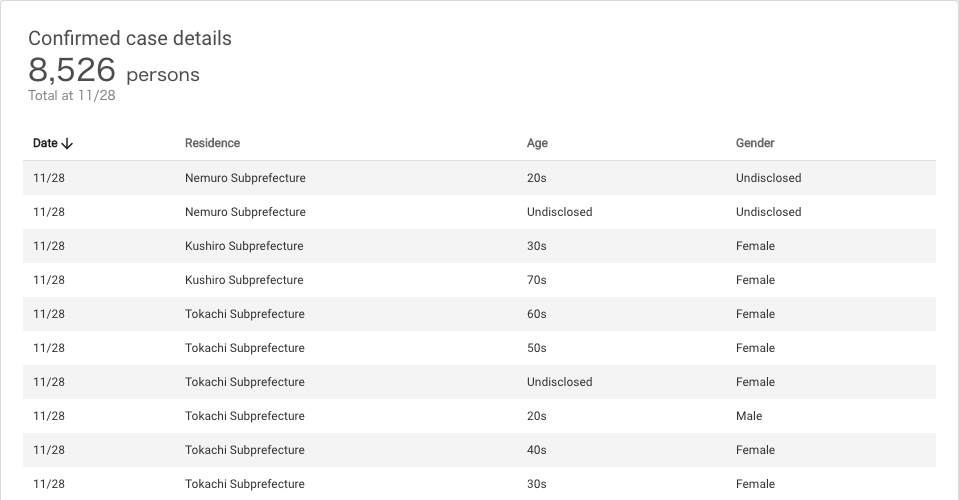 Confirmed case details
8,526 persons
Total at 11/28
Date Residence Age Gender
11/28 Nemuro Subprefecture 20s Undisclosed
11/28 Nemuro Subprefecture Undisclosed Undisclosed
11/28 Kushiro Subprefecture 30s Female
11/28 Kushiro Subprefecture 70s Female
11/28 Tokachi Subprefecture 60s Female
11/28 Tokachi Subprefecture 50s Female
11/28 Tokachi Subprefecture Undisclosed Female
11/28 Tokachi Subprefecture 20s Male
11/28 Tokachi Subprefecture 40s Female
11/28 Tokachi Subprefecture 30s Female